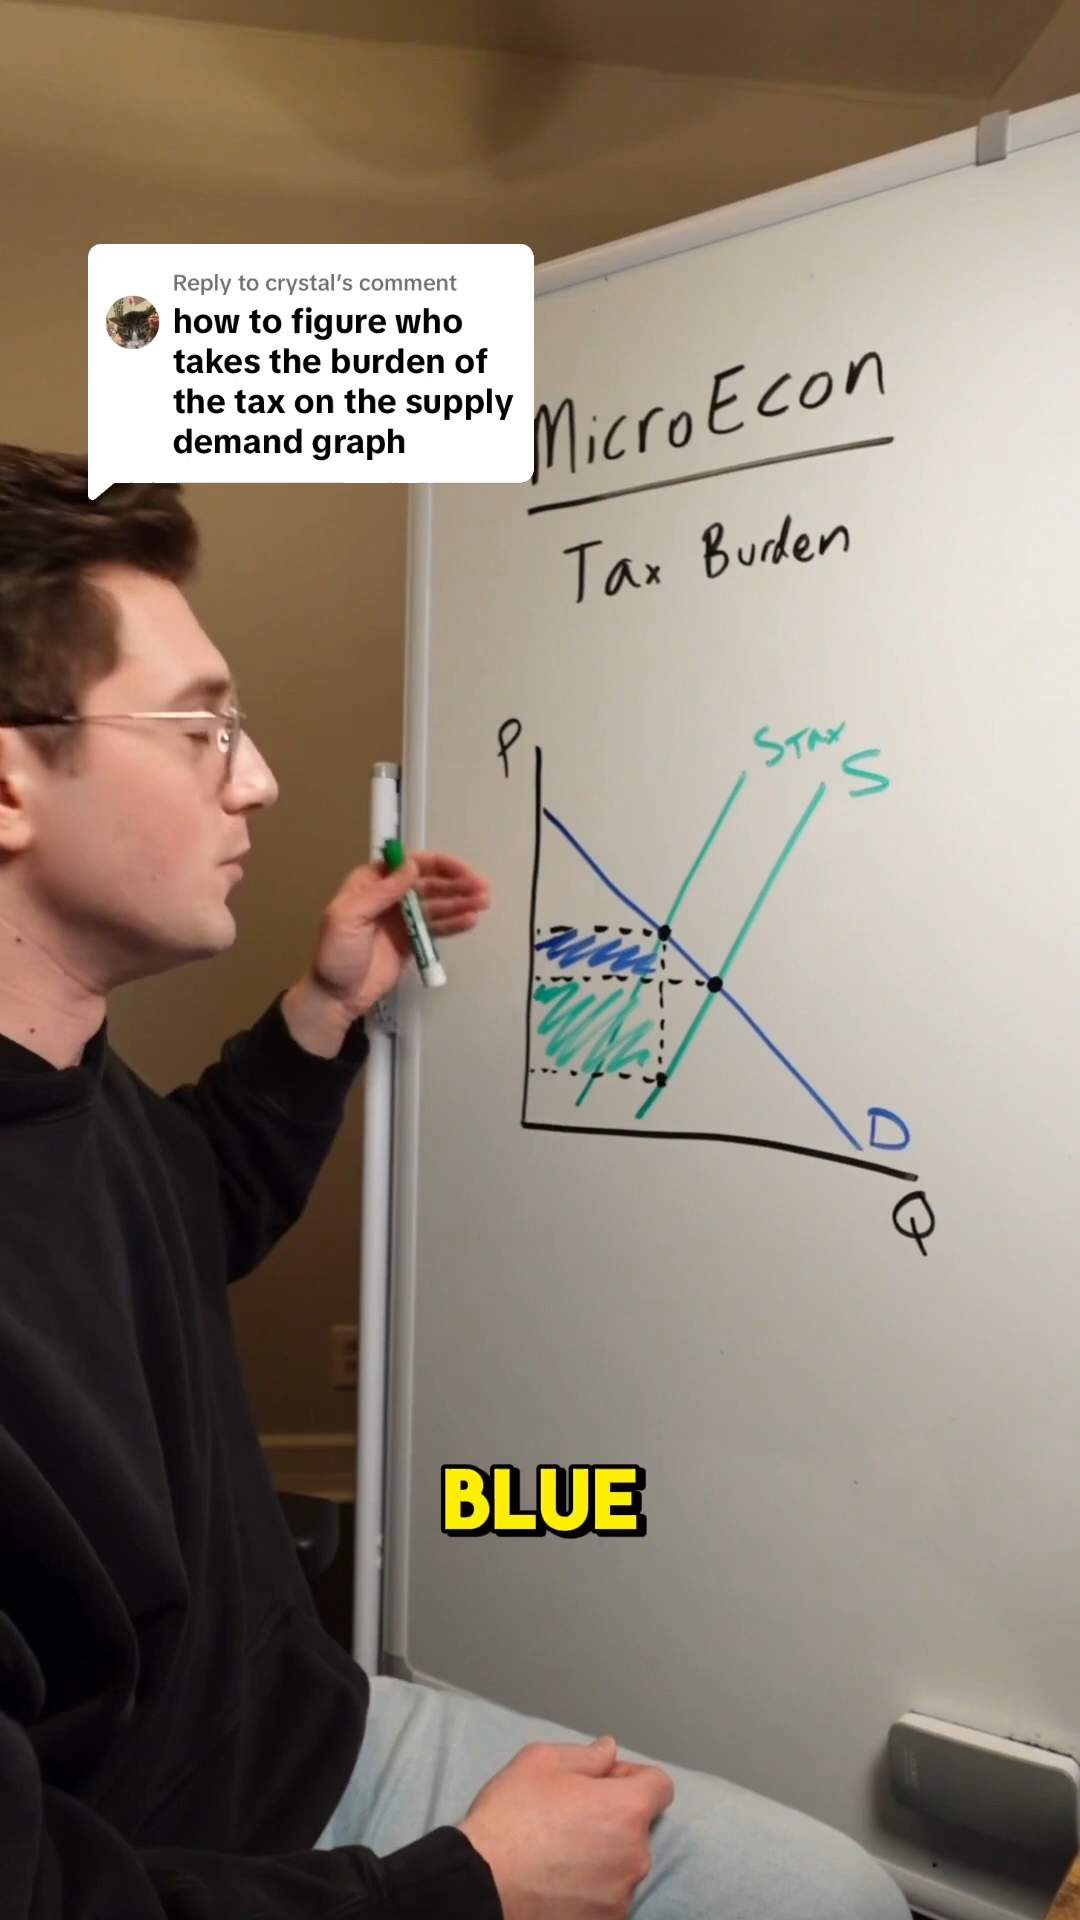 Reply to crystal's comment
how to figure who
takes the burden of
the tax on the supply
demand graph
MicroEcon
Tax Burden
P
STAX
S
D
Q
BLUE